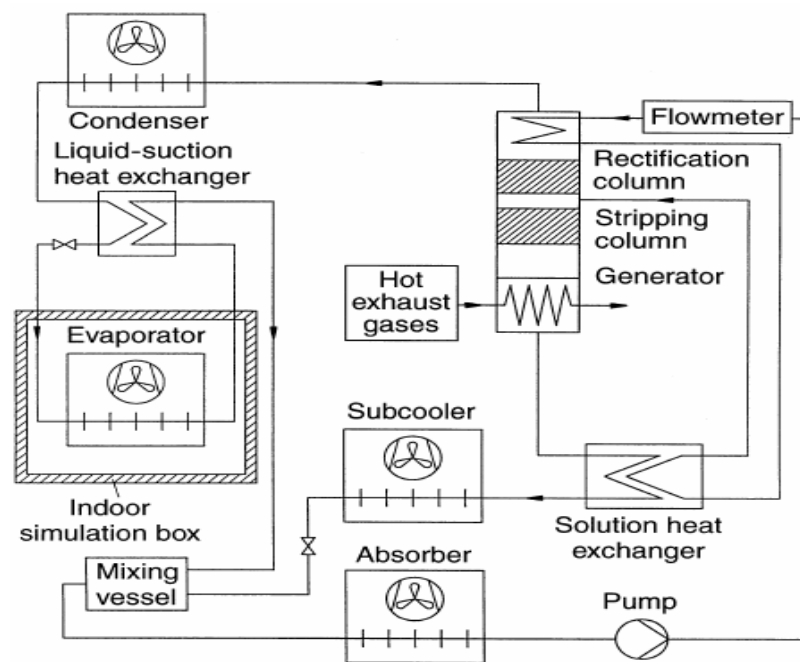 Condenser
Flowmeter
Liquid-suction
heat exchanger
Rectification
column
Stripping
column
Generator
Hot
exhaust
gases
Evaporator
Subcooler
Indoor
simulation box
Solution heat
exchanger
Absorber
Mixing
vessel
Pump